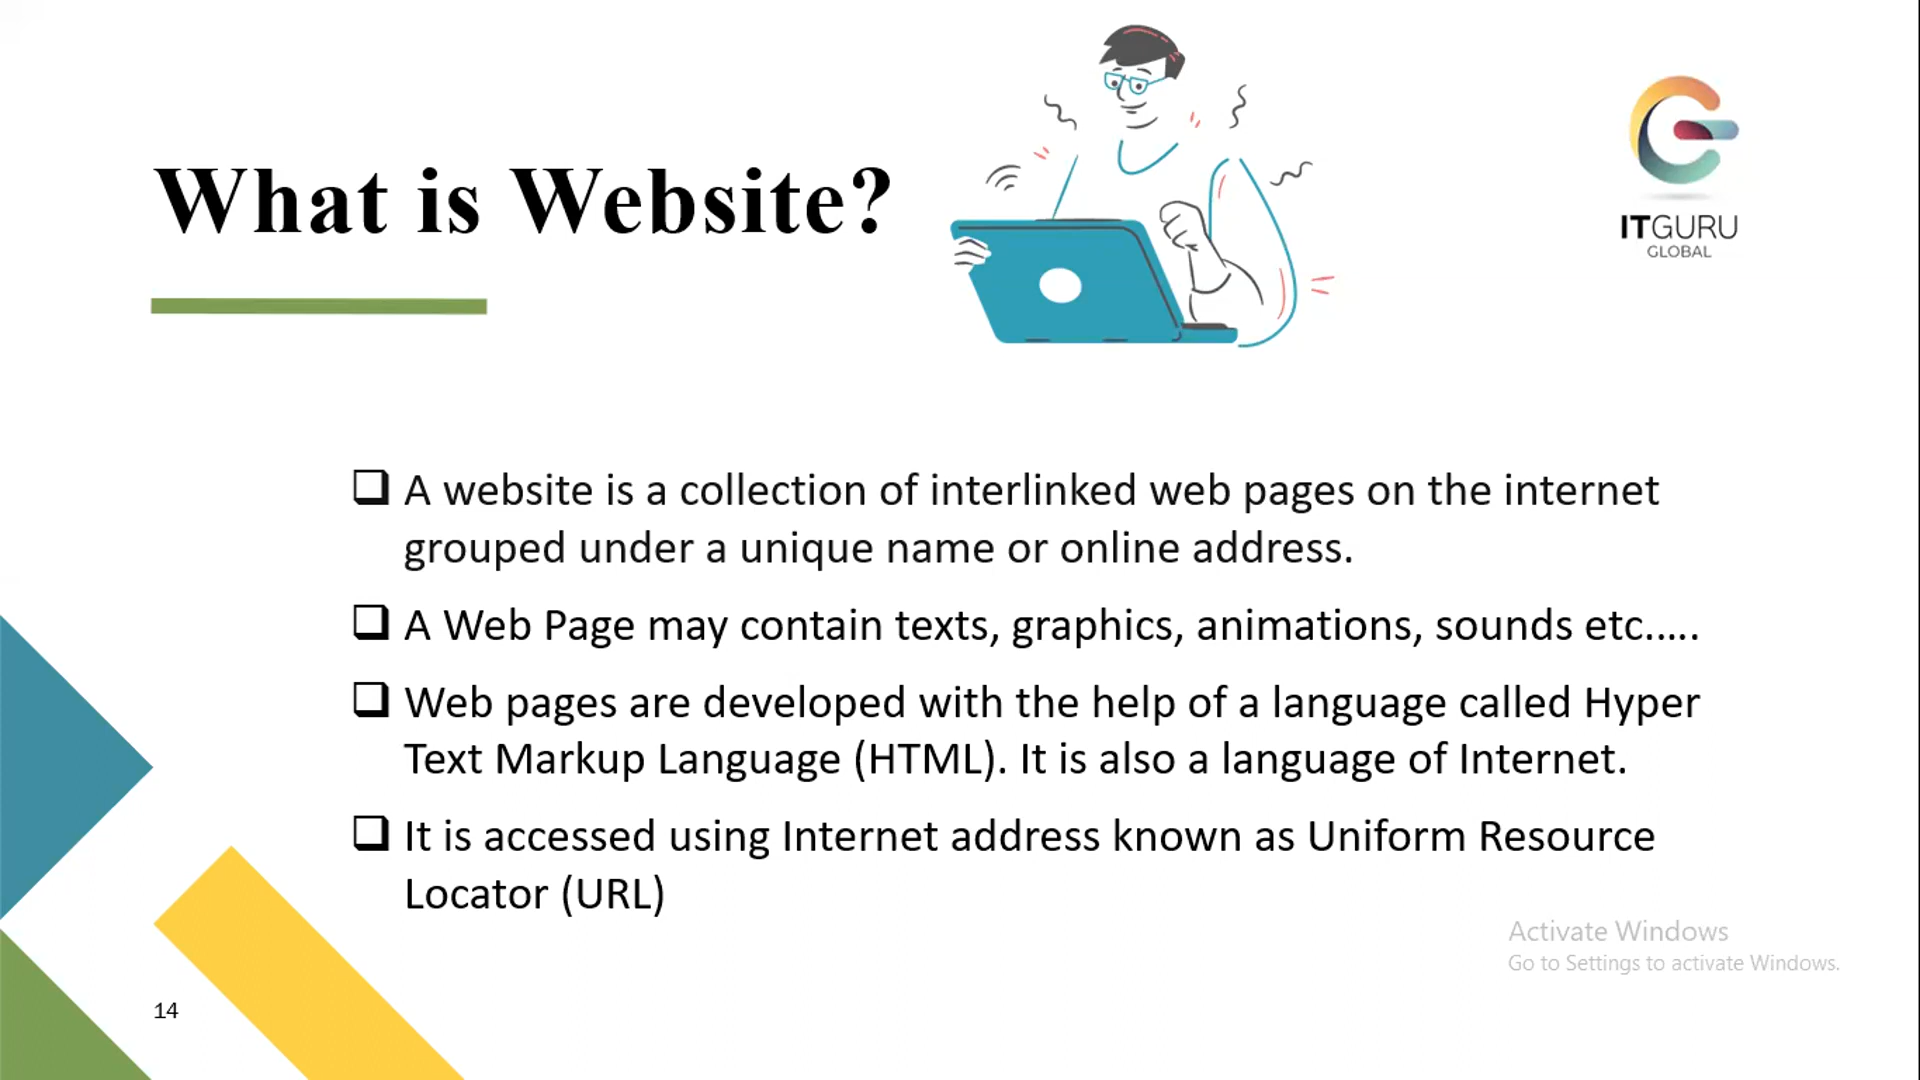 What is Website?
ITGURU
GLOBAL
A website is a collection of interlinked web pages on the internet
grouped under a unique name or online address.
A Web Page may contain texts, graphics, animations, sounds etc.....
Web pages are developed with the help of a language called Hyper
Text Markup Language (HTML). It is also a language of Internet.
It is accessed using Internet address known as Uniform Resource
Locator (URL)
Activate Windows
Go to Settings to activate Windows.
14